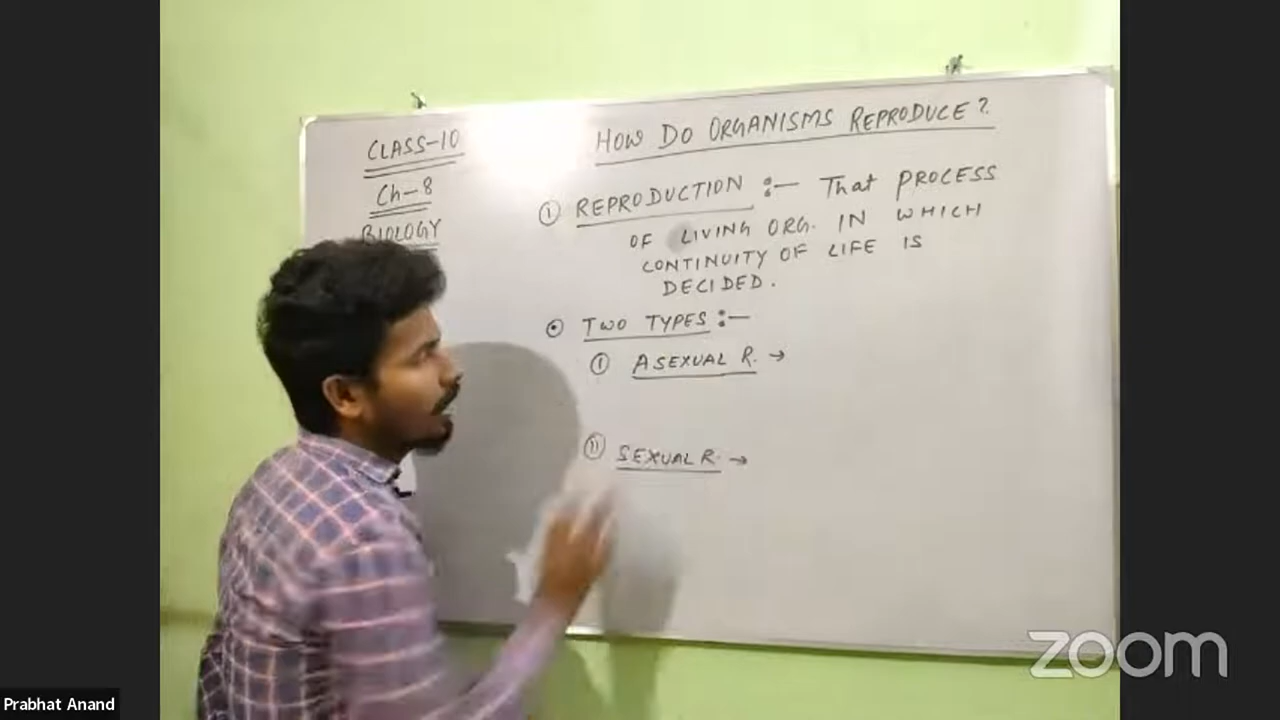 CLASS-10
Ch-8
BIOLOGY
HOW DO ORGANISMS REPRODUCE?
① REPRODUCTION :- That PROCESS
OF LIVING ORG. IN WHICH
CONTINUITY OF LIFE IS
DECIDED.
⊙ TWO TYPES :-
① ASEXUAL R. →
⑪ SEXUAL R. →
zoom
Prabhat Anand